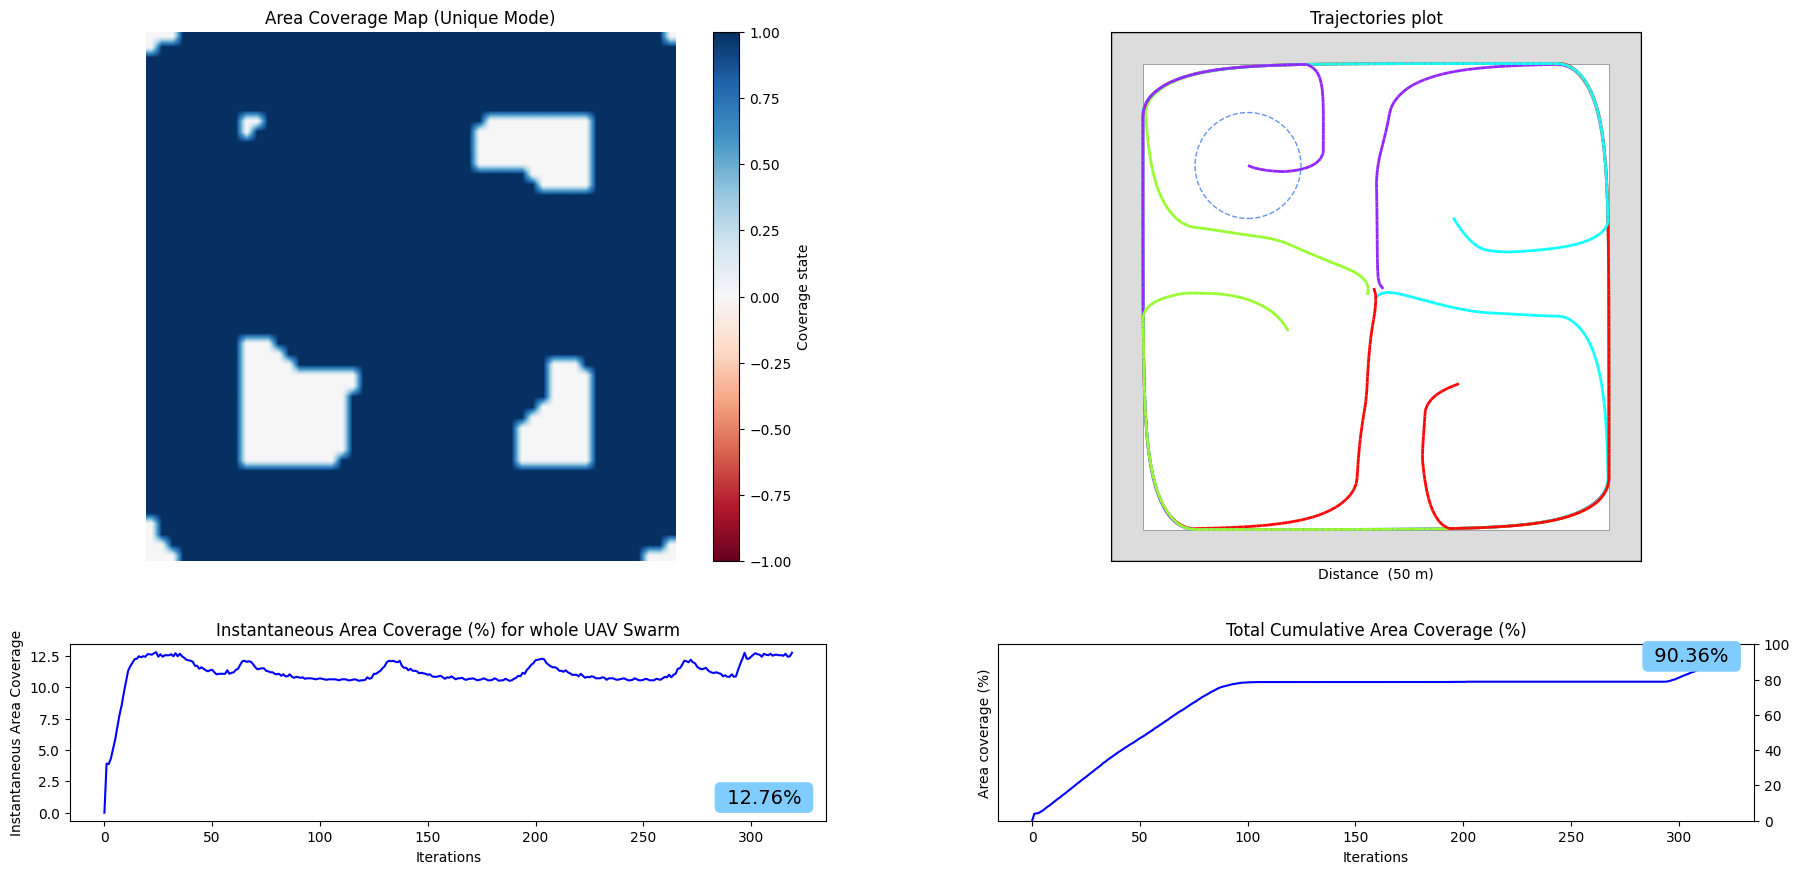 Area Coverage Map (Unique Mode)
1.00
0.75
0.50
0.25
0.00
−0.25
−0.50
−0.75
−1.00
Coverage state
Trajectories plot
Distance  (50 m)
Instantaneous Area Coverage (%) for whole UAV Swarm
Instantaneous Area Coverage
12.5
10.0
7.5
5.0
2.5
0.0
12.76%
0 50 100 150 200 250 300
Iterations
Total Cumulative Area Coverage (%)
Area coverage (%)
90.36%
100
80
60
40
20
0
0 50 100 150 200 250 300
Iterations